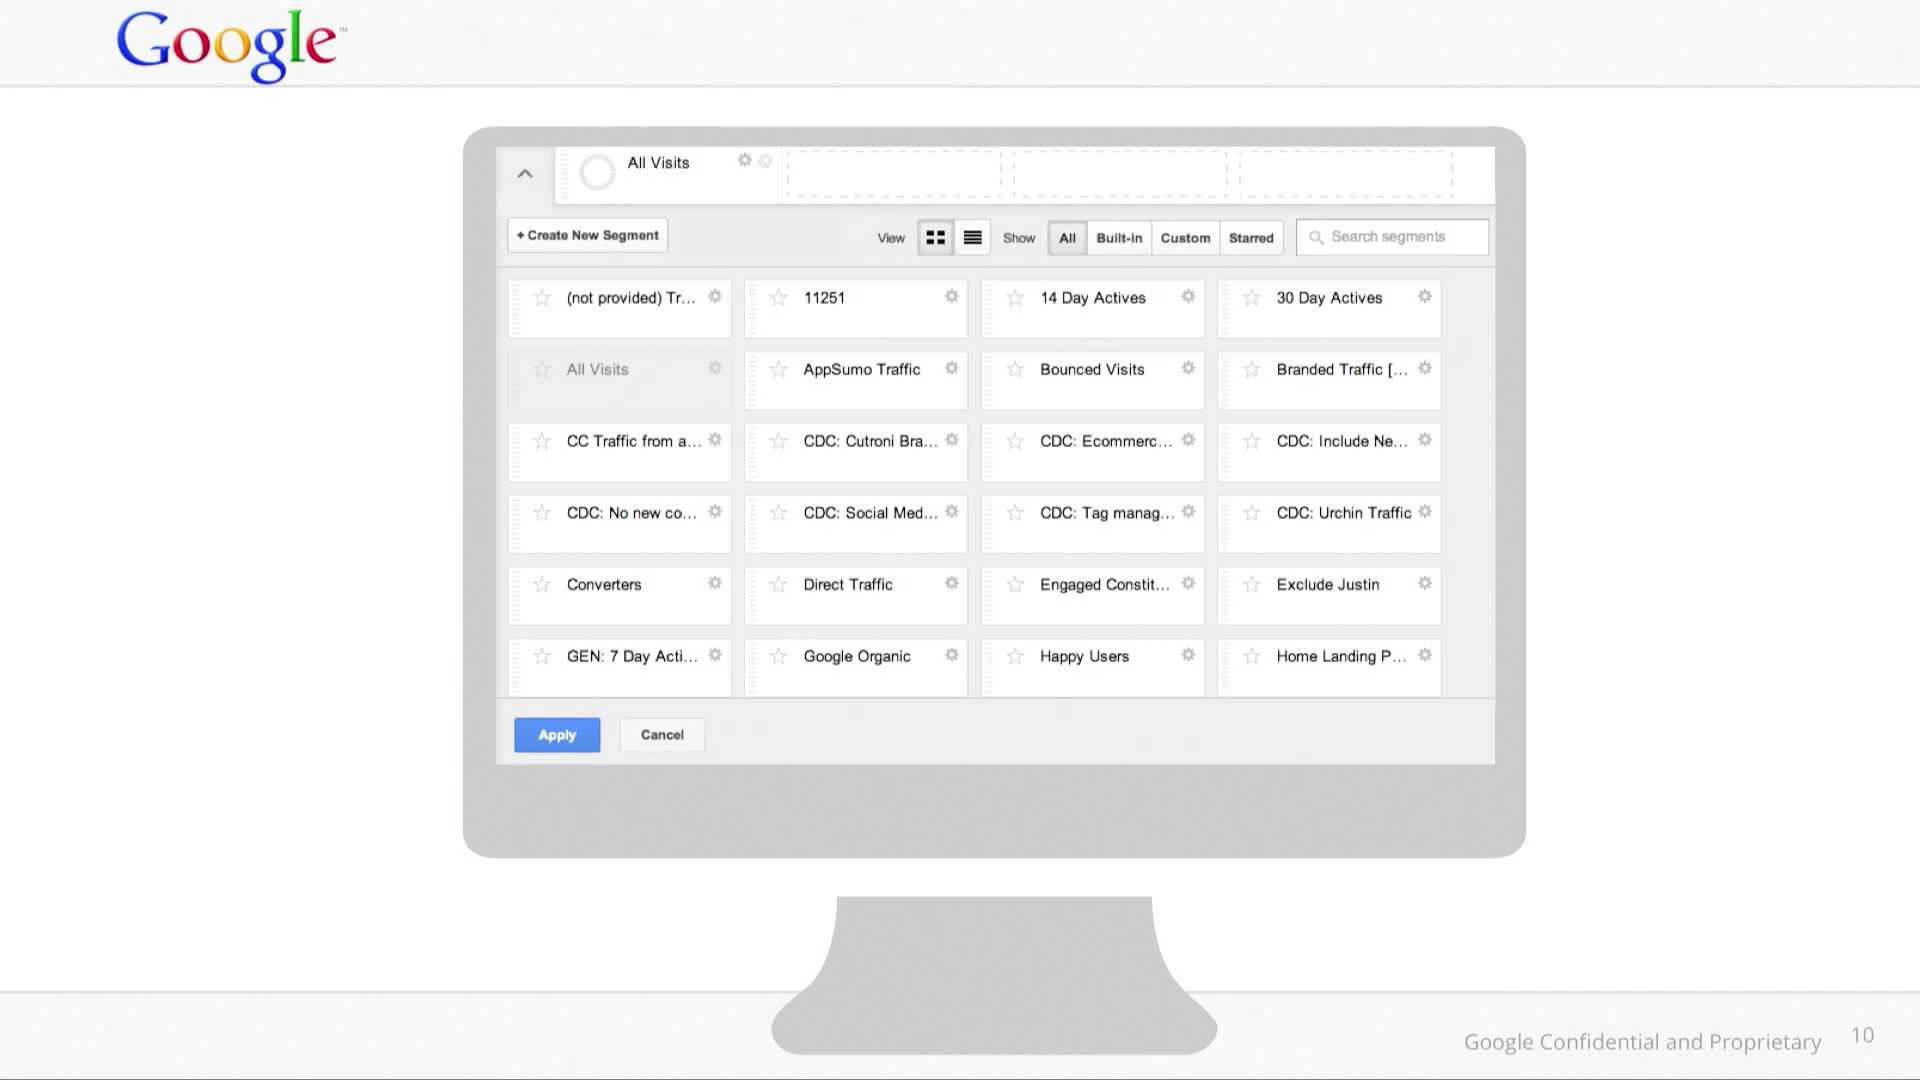 Google™
All Visits
+ Create New Segment
View
Show
All
Built-in
Custom
Starred
Search segments
(not provided) Tr...
11251
14 Day Actives
30 Day Actives
All Visits
AppSumo Traffic
Bounced Visits
Branded Traffic [...
CC Traffic from a...
CDC: Cutroni Bra...
CDC: Ecommerc...
CDC: Include Ne...
CDC: No new co...
CDC: Social Med...
CDC: Tag manag...
CDC: Urchin Traffic
Converters
Direct Traffic
Engaged Constit...
Exclude Justin
GEN: 7 Day Acti...
Google Organic
Happy Users
Home Landing P...
Apply
Cancel
Google Confidential and Proprietary
10